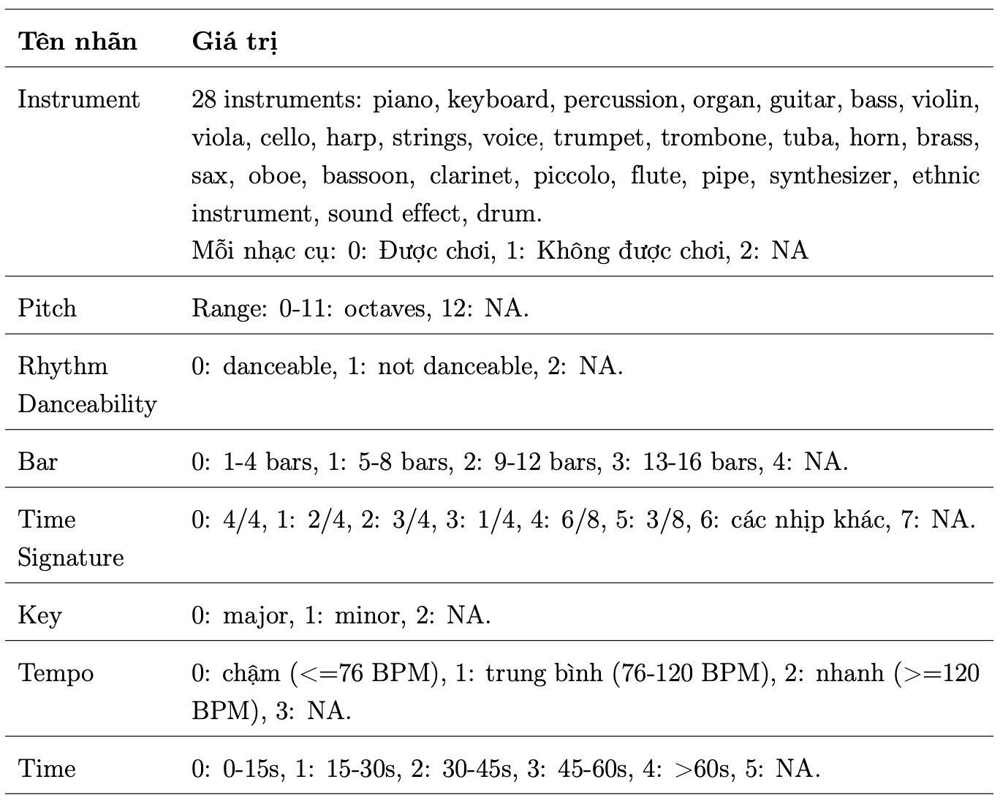 Tên nhãn Giá trị
Instrument 28 instruments: piano, keyboard, percussion, organ, guitar, bass, violin,
viola, cello, harp, strings, voice, trumpet, trombone, tuba, horn, brass,
sax, oboe, bassoon, clarinet, piccolo, flute, pipe, synthesizer, ethnic
instrument, sound effect, drum.
Mỗi nhạc cụ: 0: Được chơi, 1: Không được chơi, 2: NA
Pitch Range: 0-11: octaves, 12: NA.
Rhythm 0: danceable, 1: not danceable, 2: NA.
Danceability
Bar 0: 1-4 bars, 1: 5-8 bars, 2: 9-12 bars, 3: 13-16 bars, 4: NA.
Time 0: 4/4, 1: 2/4, 2: 3/4, 3: 1/4, 4: 6/8, 5: 3/8, 6: các nhịp khác, 7: NA.
Signature
Key 0: major, 1: minor, 2: NA.
Tempo 0: chậm (<=76 BPM), 1: trung bình (76-120 BPM), 2: nhanh (>=120
BPM), 3: NA.
Time 0: 0-15s, 1: 15-30s, 2: 30-45s, 3: 45-60s, 4: >60s, 5: NA.